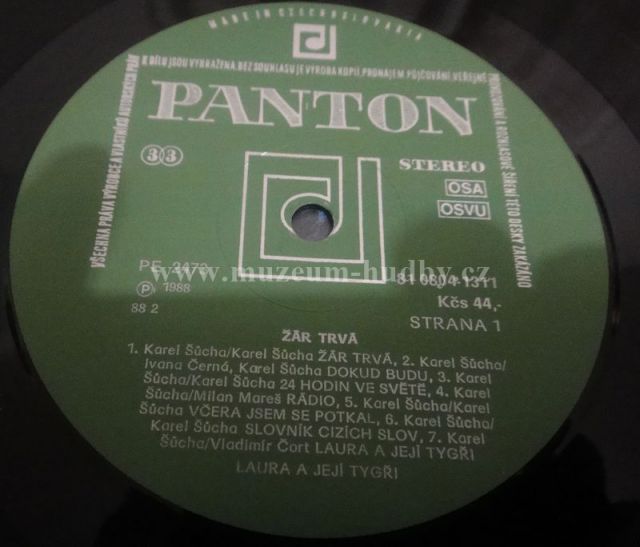 MADE IN CZECHOSLOVAKIA
VŠECHNA PRÁVA VÝROBCE A VLASTNÍKŮ AUTORSKÝCH PRÁV K DÍLU JSOU VYHRAZENA. BEZ SOUHLASU JE VÝROBA KOPIÍ, PRONÁJEM PŮJČOVÁNÍ VEŘEJNÉ PROVOZOVÁNÍ A ROZHLASOVÉ ŠÍŘENÍ TÉTO DESKY ZAKÁZÁNO
PANTON
33
STEREO
OSA
OSVU
www.muzeum-hudby.cz
PF 2473
81 0804-1311
℗ 1988
Kčs 44,-
88 2
STRANA 1
ŽÁR TRVÁ
1. Karel Šůcha/Karel Šůcha ŽÁR TRVÁ, 2. Karel Šůcha/
Ivana Černá, Karel Šůcha DOKUD BUDU, 3. Karel
Šůcha/Karel Šůcha 24 HODIN VE SVĚTĚ, 4. Karel
Šůcha/Milan Mareš RÁDIO, 5. Karel Šůcha/Karel
Šůcha VČERA JSEM SE POTKAL, 6. Karel Šůcha/
Karel Šůcha SLOVNÍK CIZÍCH SLOV, 7. Karel
Šůcha/Vladimír Čort LAURA A JEJÍ TYGŘI
LAURA A JEJÍ TYGŘI